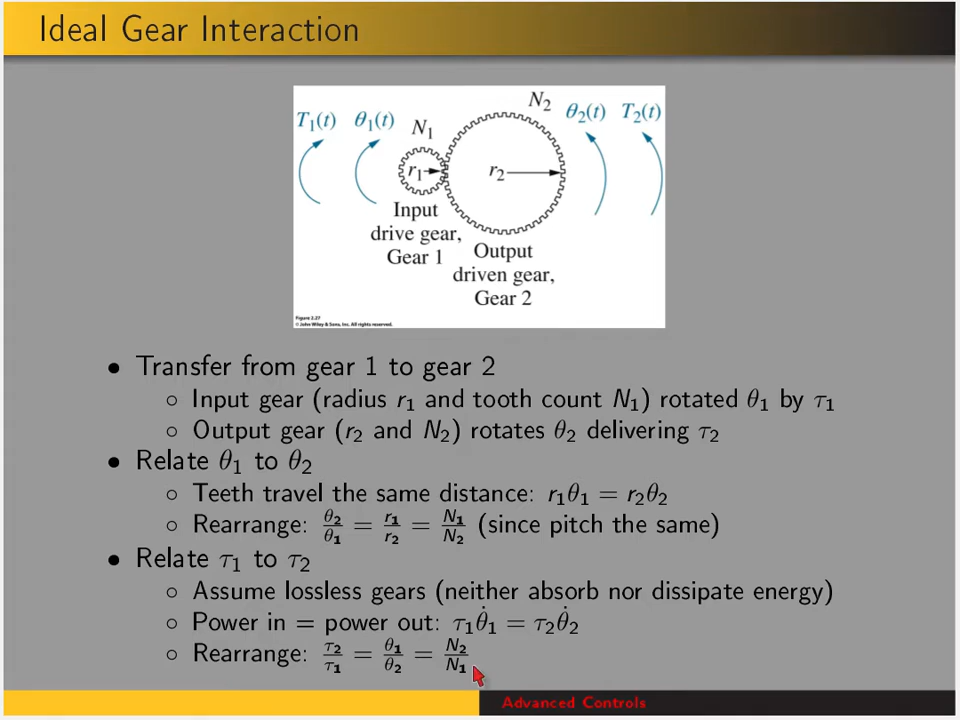 Ideal Gear Interaction
T₁(t) θ₁(t) N₁ N₂ θ₂(t) T₂(t)
r₁ r₂
Input
drive gear,
Gear 1
Output
driven gear,
Gear 2
Figure 2.27
© John Wiley & Sons, Inc. All rights reserved.
• Transfer from gear 1 to gear 2
◦ Input gear (radius r₁ and tooth count N₁) rotated θ₁ by τ₁
◦ Output gear (r₂ and N₂) rotates θ₂ delivering τ₂
• Relate θ₁ to θ₂
◦ Teeth travel the same distance: r₁θ₁ = r₂θ₂
◦ Rearrange: θ₂/θ₁ = r₁/r₂ = N₁/N₂ (since pitch the same)
• Relate τ₁ to τ₂
◦ Assume lossless gears (neither absorb nor dissipate energy)
◦ Power in = power out: τ₁θ̇₁ = τ₂θ̇₂
◦ Rearrange: τ₂/τ₁ = θ₁/θ₂ = N₂/N₁
Advanced Controls